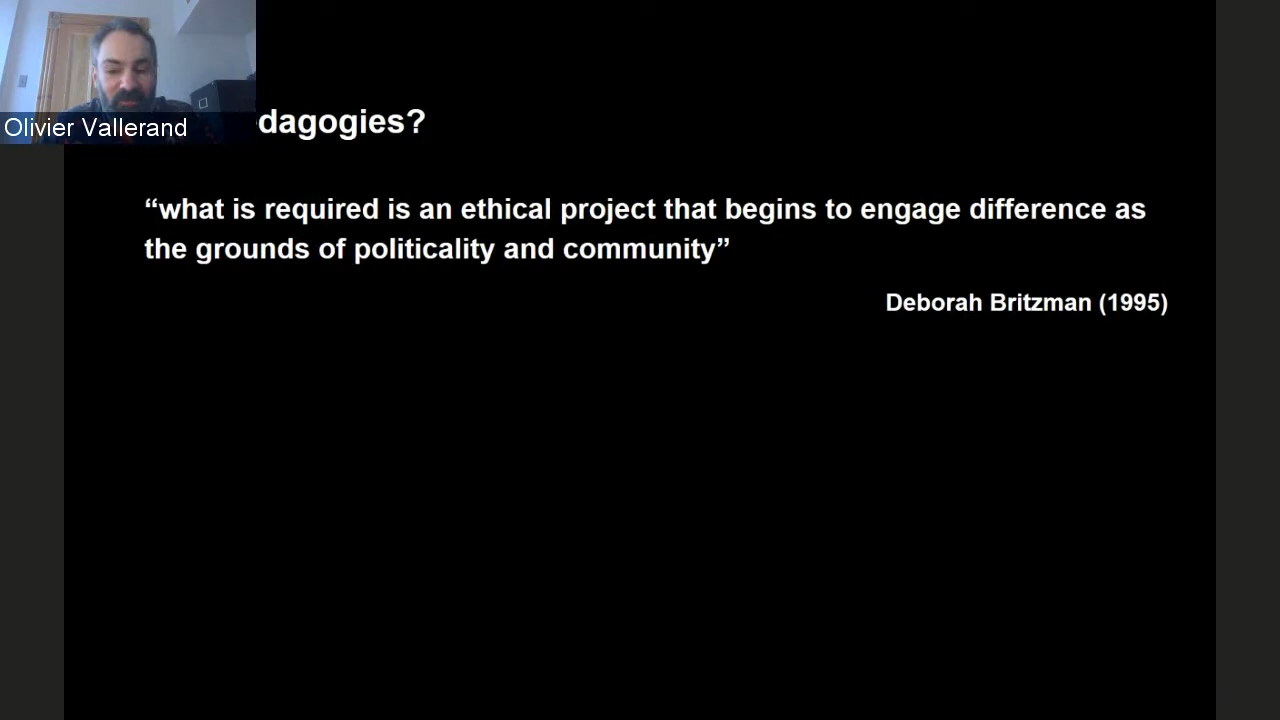 Olivier Vallerand
dagogies?
“what is required is an ethical project that begins to engage difference as
the grounds of politicality and community”
Deborah Britzman (1995)